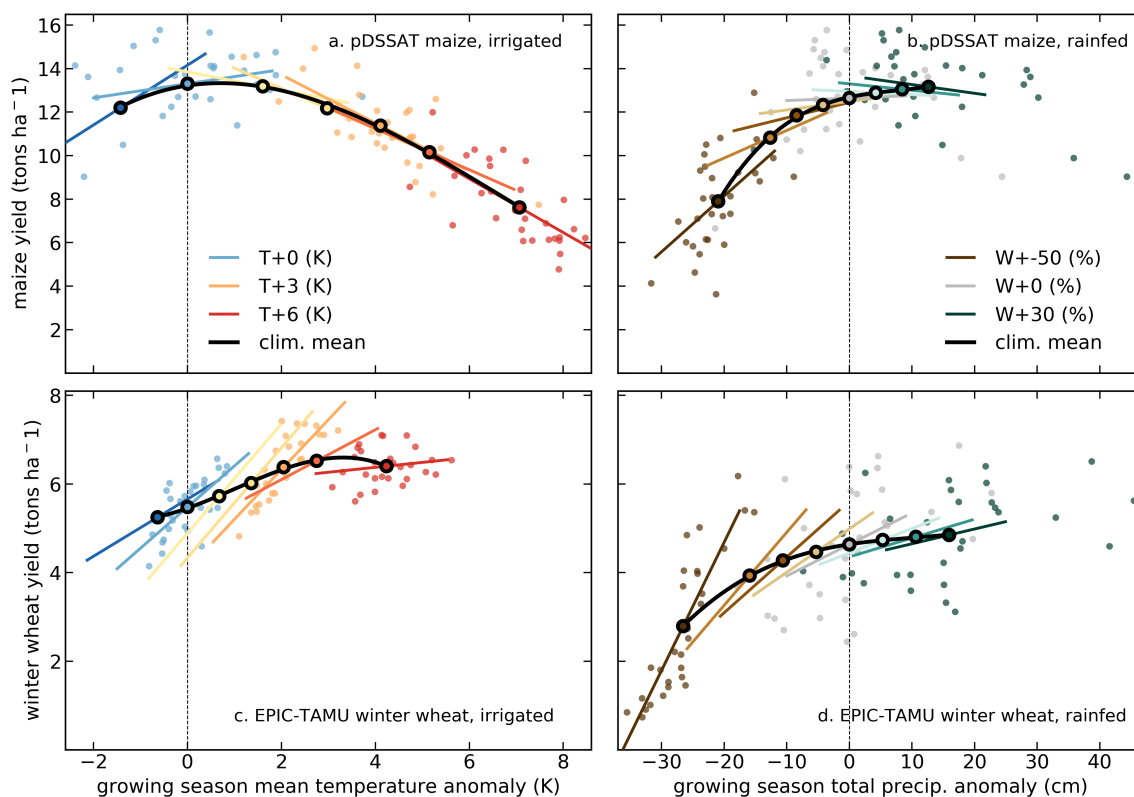 a. pDSSAT maize, irrigated
b. pDSSAT maize, rainfed
16
14
12
10
8
6
4
2
maize yield (tons ha⁻¹)
T+0 (K)
T+3 (K)
T+6 (K)
clim. mean
W+-50 (%)
W+0 (%)
W+30 (%)
clim. mean
8
6
4
2
winter wheat yield (tons ha⁻¹)
c. EPIC-TAMU winter wheat, irrigated
d. EPIC-TAMU winter wheat, rainfed
−2 0 2 4 6 8
−30 −20 −10 0 10 20 30 40
growing season mean temperature anomaly (K)
growing season total precip. anomaly (cm)